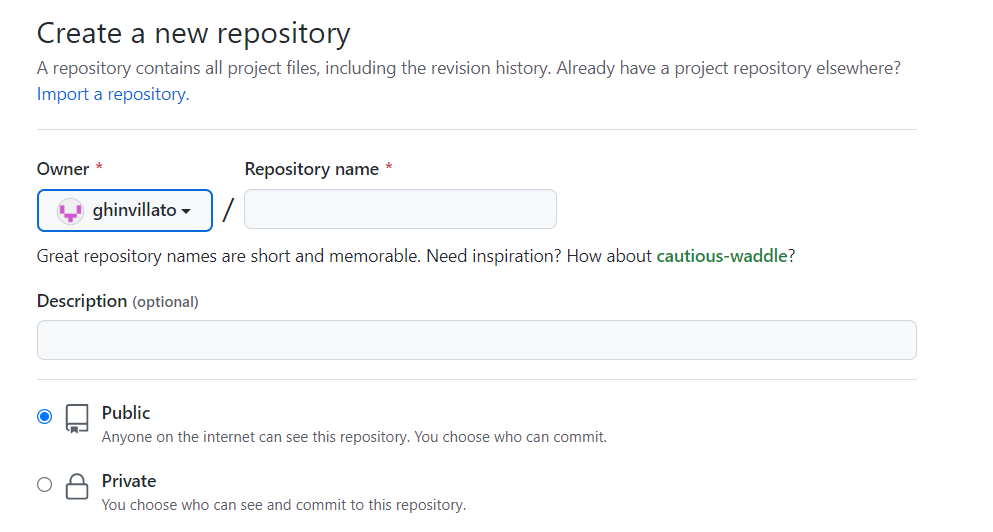 Create a new repository
A repository contains all project files, including the revision history. Already have a project repository elsewhere?
Import a repository.
Owner *
Repository name *
ghinvillato
/
Great repository names are short and memorable. Need inspiration? How about cautious-waddle?
Description (optional)
Public
Anyone on the internet can see this repository. You choose who can commit.
Private
You choose who can see and commit to this repository.